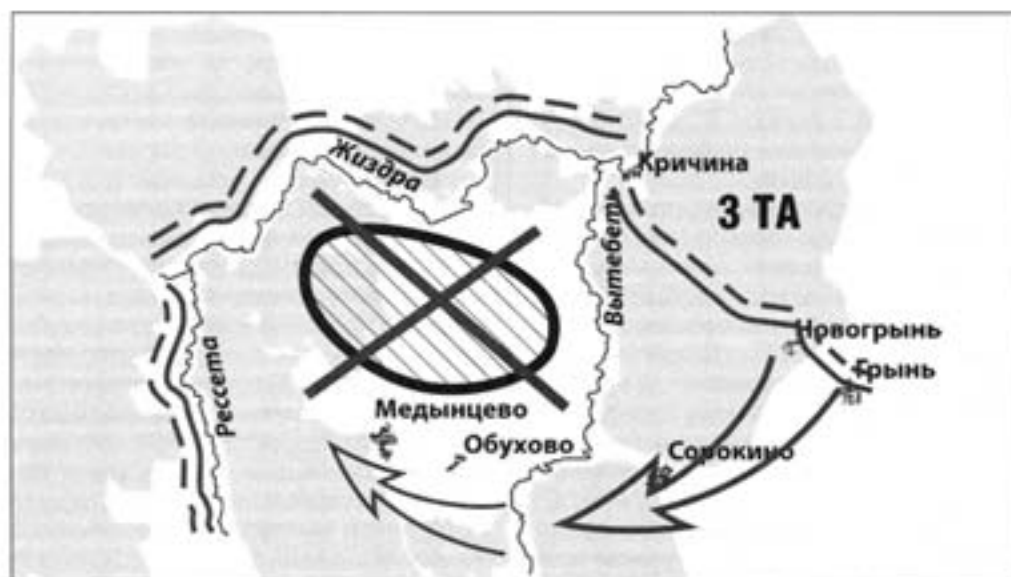 Жиздра
Кричина
3 ТА
Вытебеть
Новогрынь
Грынь
Рессета
Медынцево
Обухово
Сорокино